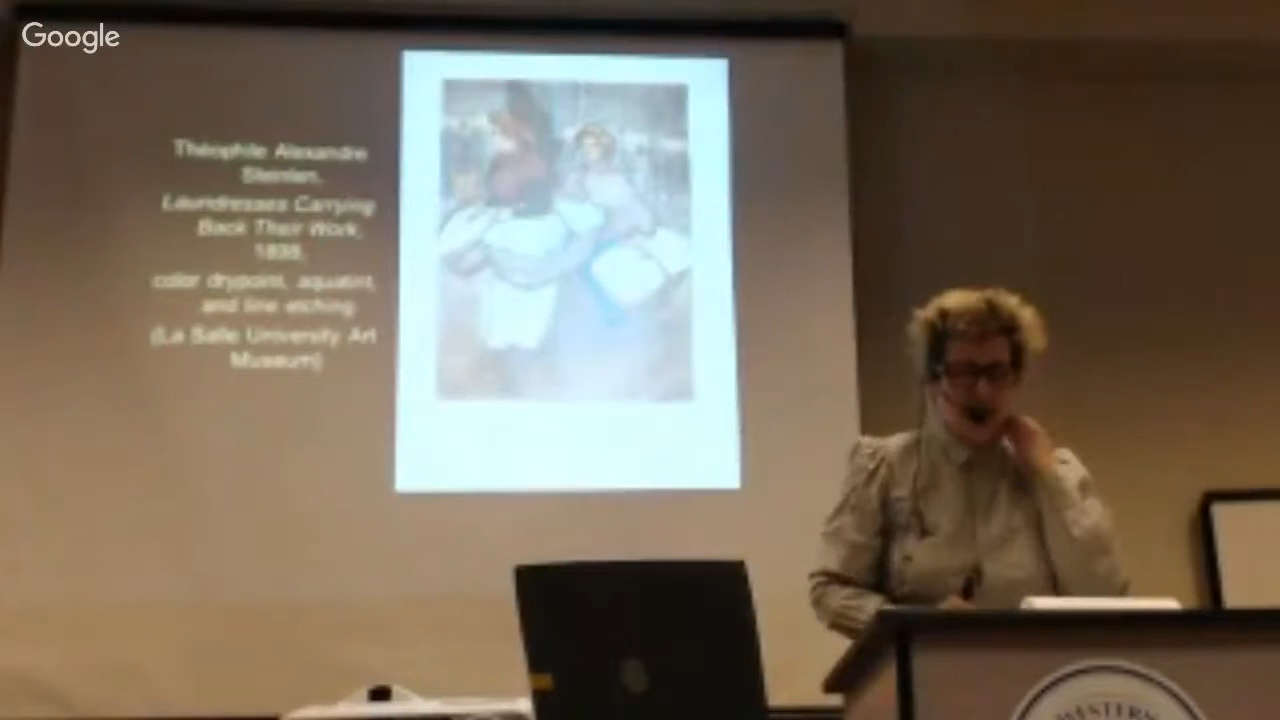 Google
Théophile Alexandre
Steinlen,
Laundresses Carrying
Back Their Work,
1898,
color drypoint, aquatint,
and line etching
(La Salle University Art
Museum)
WESTERN